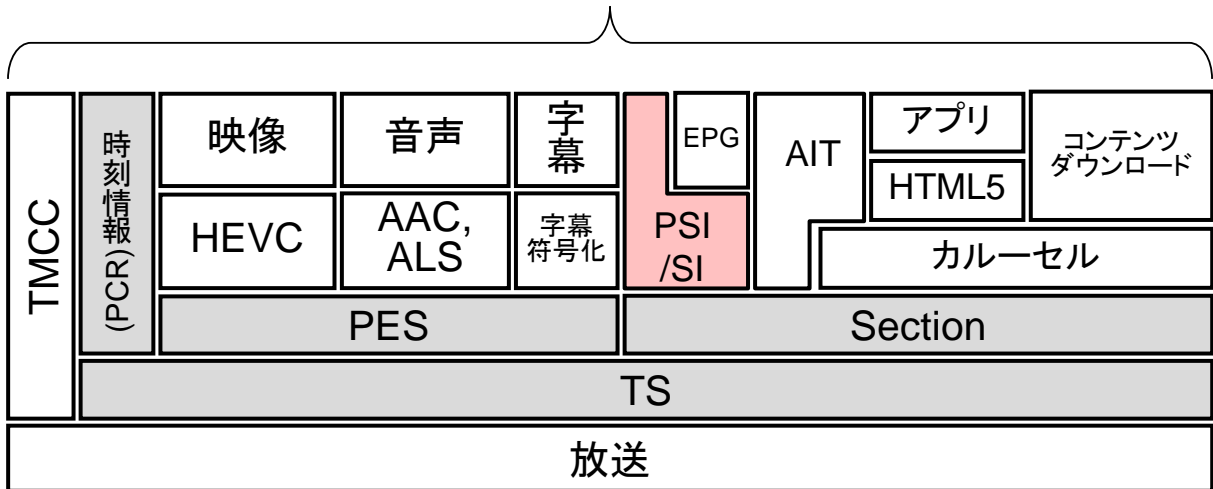 TMCC
時刻情報
(PCR)
映像
音声
字幕
EPG
AIT
アプリ
コンテンツ
ダウンロード
HTML5
HEVC
AAC,
ALS
字幕
符号化
PSI
/SI
カルーセル
PES
Section
TS
放送